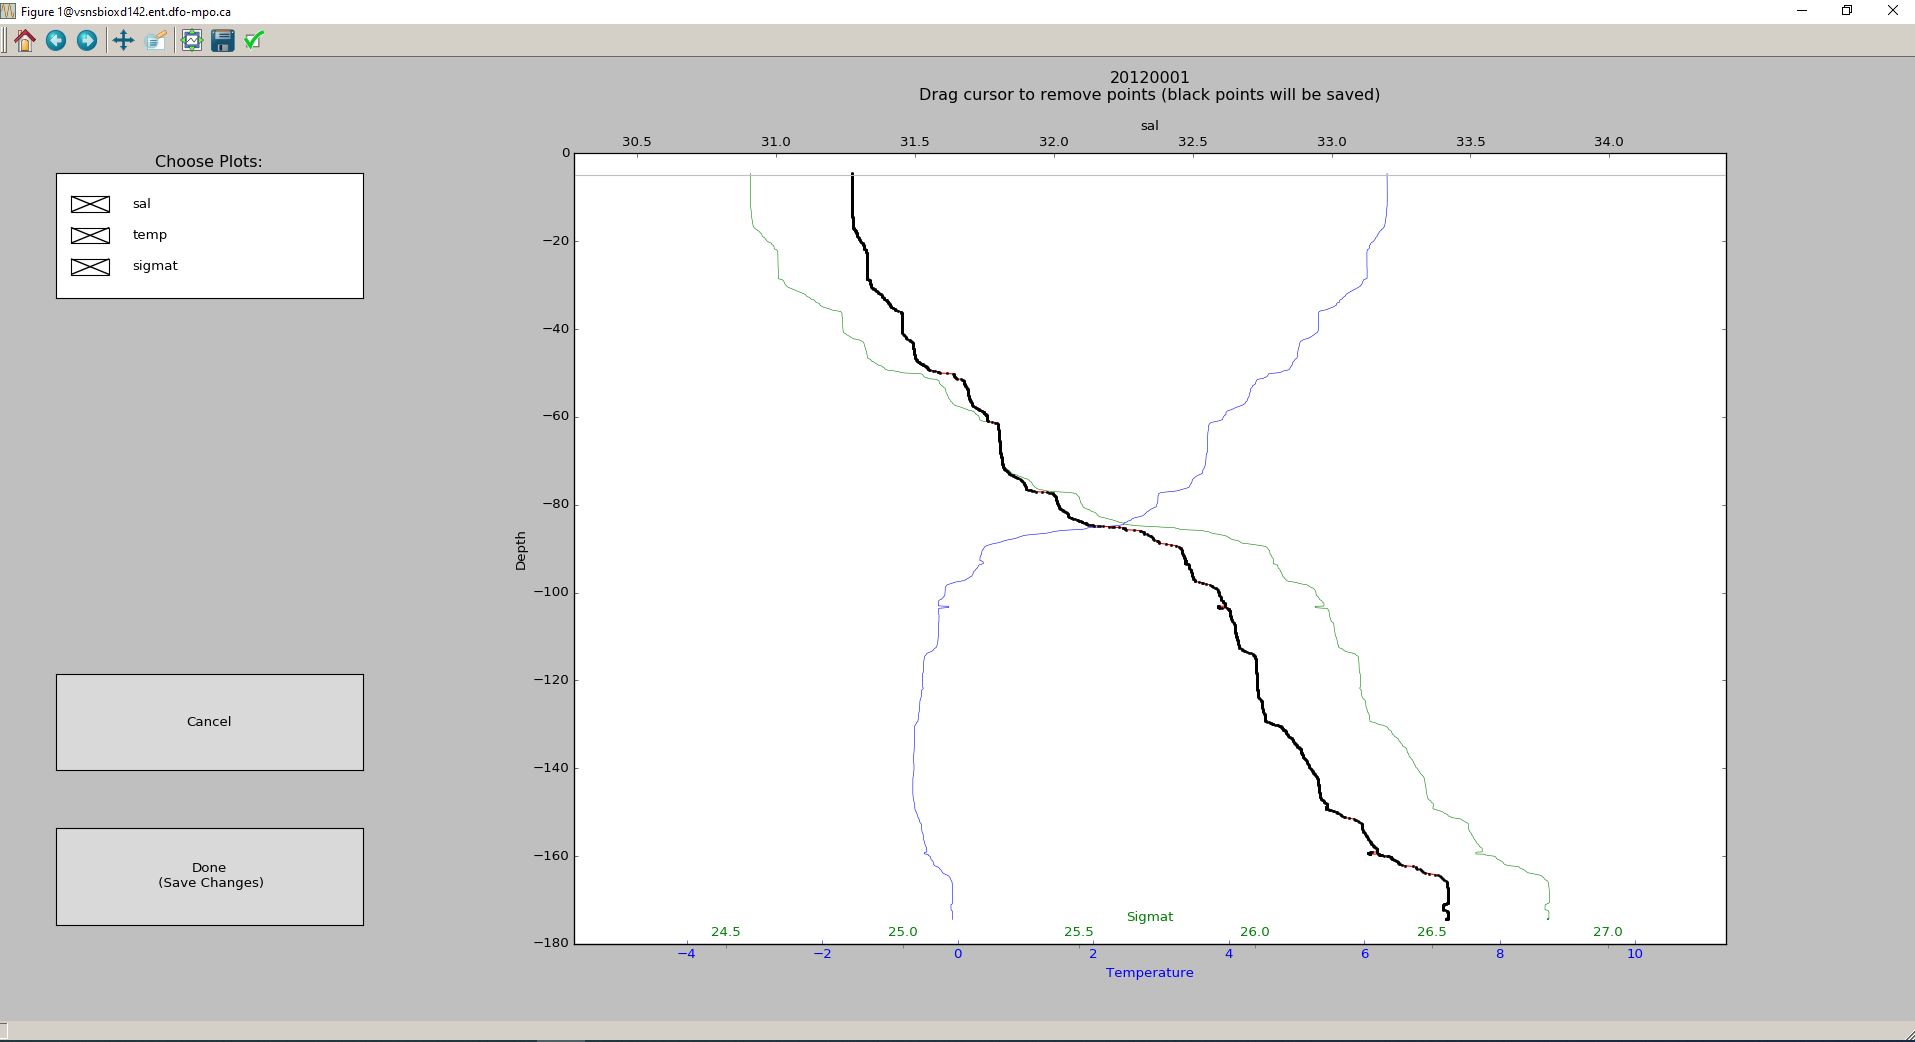 Figure 1@vsnsbioxd142.ent.dfo-mpo.ca
20120001
Drag cursor to remove points (black points will be saved)
sal
30.5 31.0 31.5 32.0 32.5 33.0 33.5 34.0
Choose Plots:
sal
temp
sigmat
Cancel
Done
(Save Changes)
Depth
0
−20
−40
−60
−80
−100
−120
−140
−160
−180
Sigmat
24.5 25.0 25.5 26.0 26.5 27.0
−4 −2 0 2 4 6 8 10
Temperature